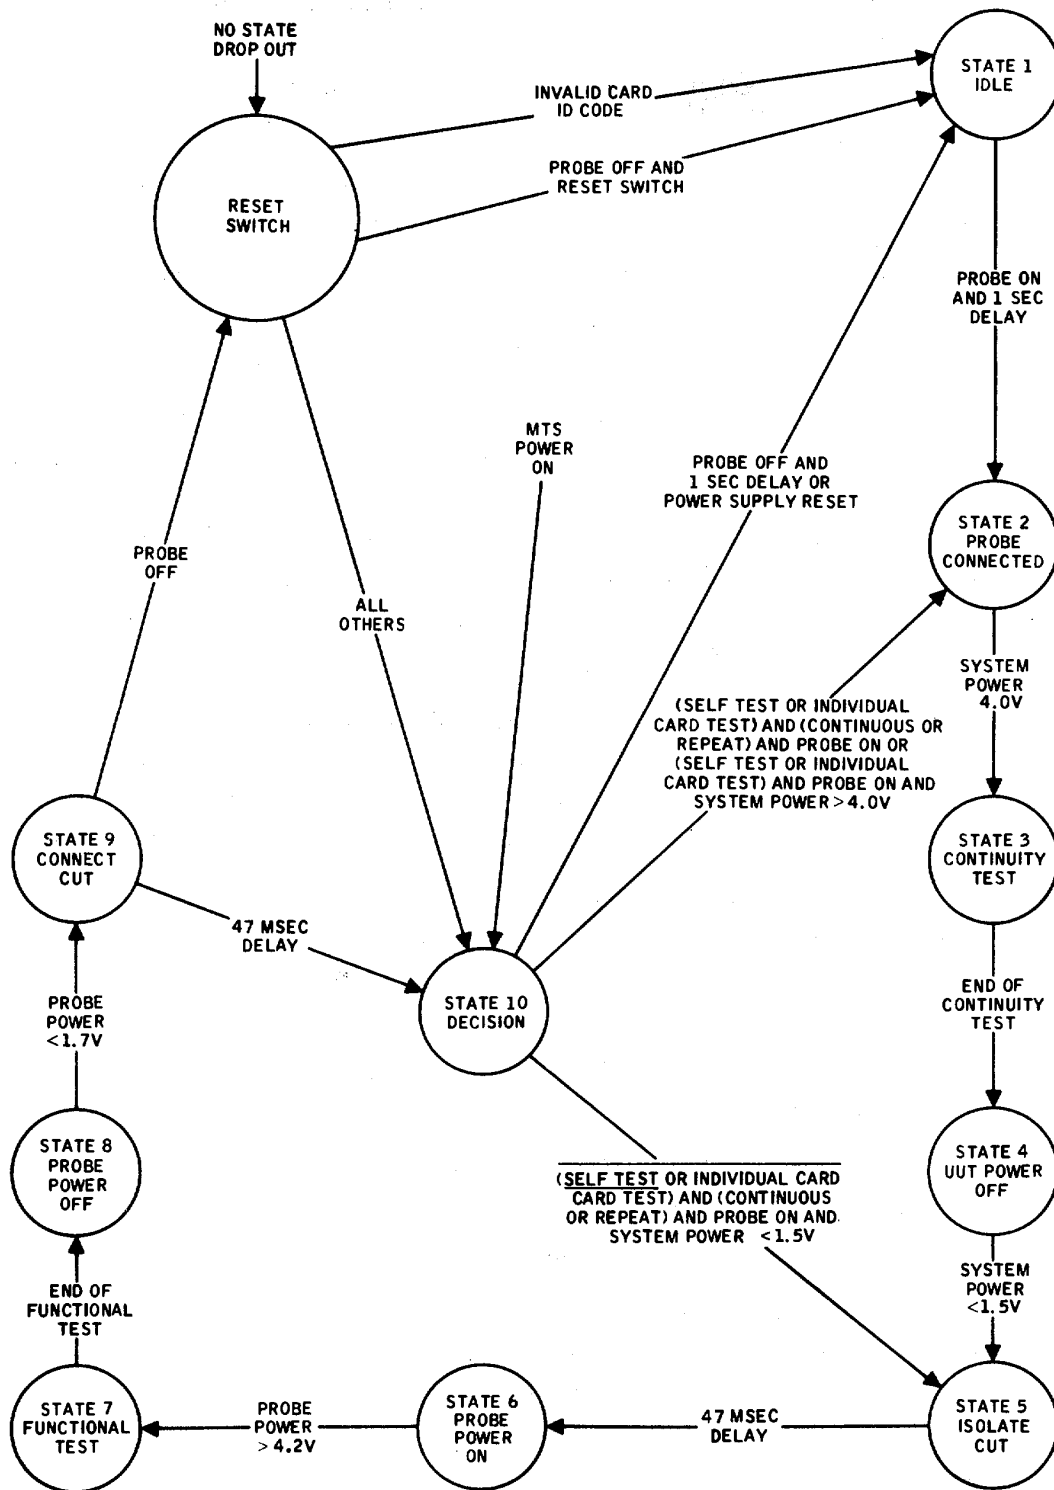 NO STATE
DROP OUT
STATE 1
IDLE
INVALID CARD
ID CODE
PROBE OFF AND
RESET SWITCH
RESET
SWITCH
PROBE ON
AND 1 SEC
DELAY
MTS
POWER
ON
PROBE OFF AND
1 SEC DELAY OR
POWER SUPPLY RESET
STATE 2
PROBE
CONNECTED
PROBE
OFF
ALL
OTHERS
SYSTEM
POWER
4.0V
(SELF TEST OR INDIVIDUAL
CARD TEST) AND (CONTINUOUS OR
REPEAT) AND PROBE ON OR
(SELF TEST OR INDIVIDUAL
CARD TEST) AND PROBE ON AND
SYSTEM POWER > 4.0V
STATE 9
CONNECT
CUT
STATE 3
CONTINUITY
TEST
47 MSEC
DELAY
STATE 10
DECISION
PROBE
POWER
<1.7V
END OF
CONTINUITY
TEST
STATE 8
PROBE
POWER
OFF
STATE 4
UUT POWER
OFF
(SELF TEST OR INDIVIDUAL CARD
CARD TEST) AND (CONTINUOUS
OR REPEAT) AND PROBE ON AND
SYSTEM POWER <1.5V
SYSTEM
POWER
<1.5V
END OF
FUNCTIONAL
TEST
STATE 7
FUNCTIONAL
TEST
PROBE
POWER
>4.2V
STATE 6
PROBE
POWER
ON
47 MSEC
DELAY
STATE 5
ISOLATE
CUT